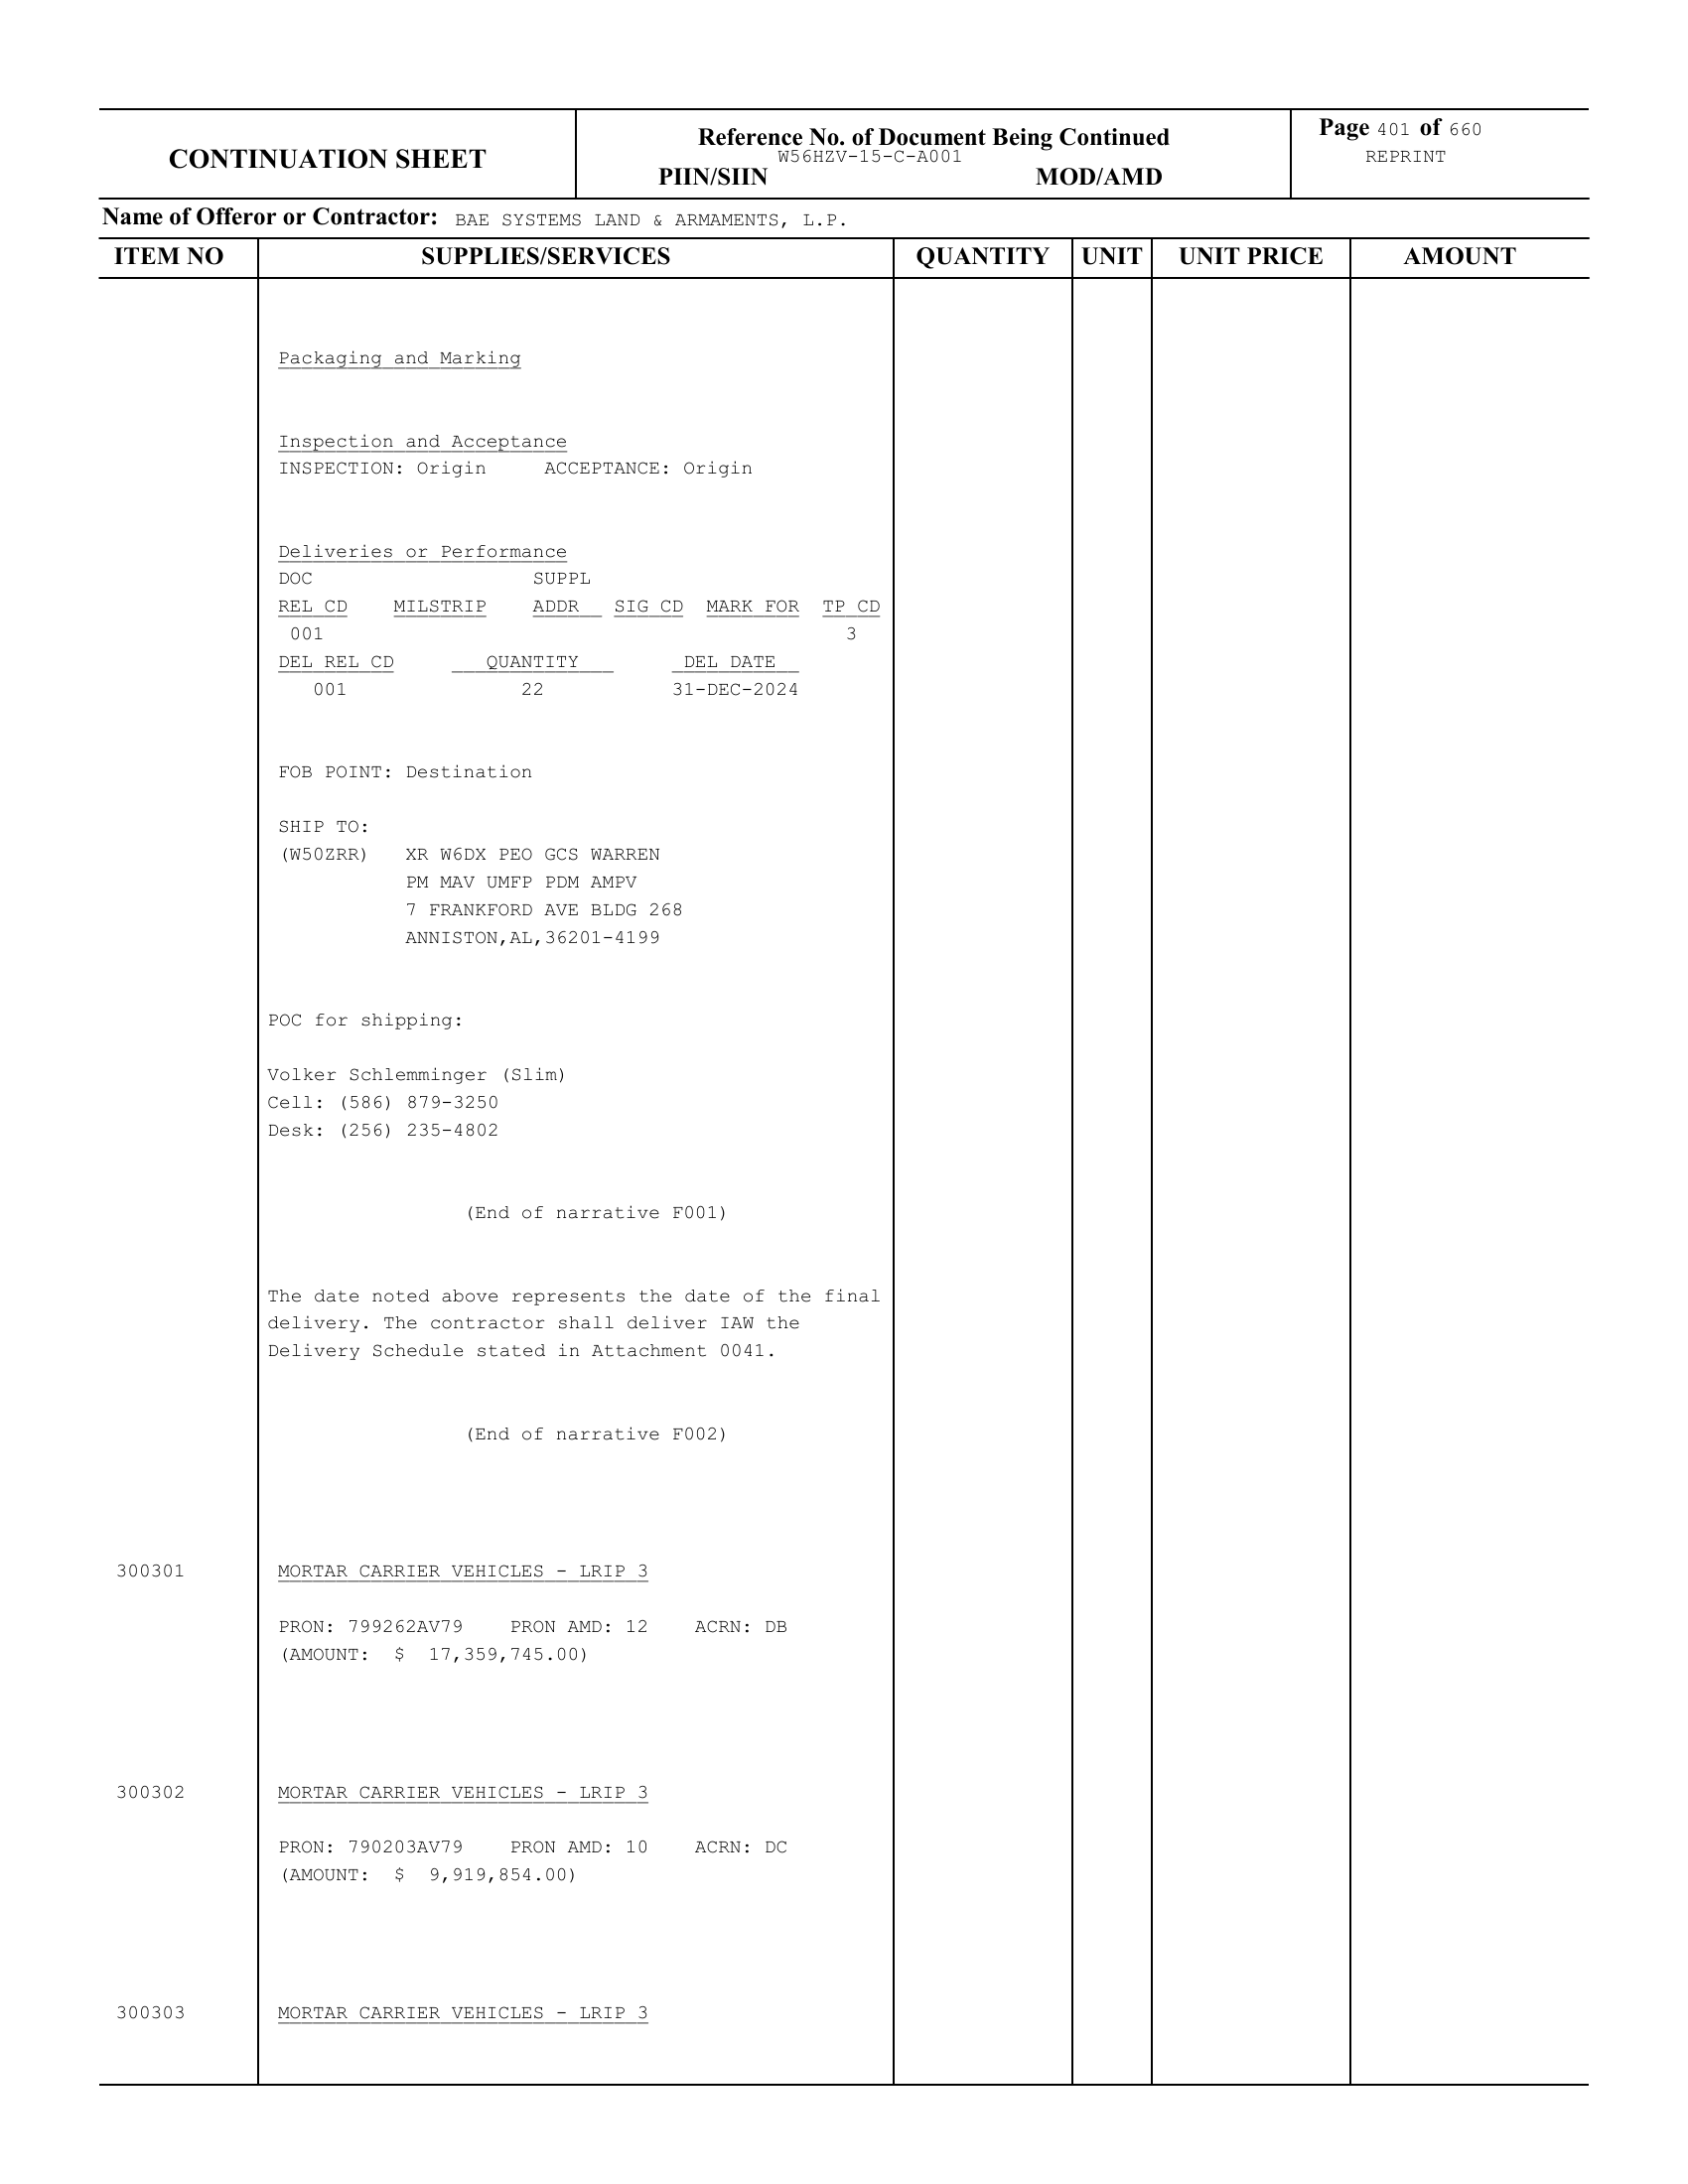 CONTINUATION SHEET
Reference No. of Document Being Continued
W56HZV-15-C-A001
PIIN/SIIN MOD/AMD
Page 401 of 660
REPRINT
Name of Offeror or Contractor: BAE SYSTEMS LAND & ARMAMENTS, L.P.
ITEM NO SUPPLIES/SERVICES QUANTITY UNIT UNIT PRICE AMOUNT
Packaging and Marking
Inspection and Acceptance
INSPECTION: Origin ACCEPTANCE: Origin
Deliveries or Performance
DOC SUPPL
REL CD MILSTRIP ADDR SIG CD MARK FOR TP CD
001 3
DEL REL CD QUANTITY DEL DATE
001 22 31-DEC-2024
FOB POINT: Destination
SHIP TO:
(W50ZRR) XR W6DX PEO GCS WARREN
PM MAV UMFP PDM AMPV
7 FRANKFORD AVE BLDG 268
ANNISTON,AL,36201-4199
POC for shipping:
Volker Schlemminger (Slim)
Cell: (586) 879-3250
Desk: (256) 235-4802
(End of narrative F001)
The date noted above represents the date of the final
delivery. The contractor shall deliver IAW the
Delivery Schedule stated in Attachment 0041.
(End of narrative F002)
300301 MORTAR CARRIER VEHICLES - LRIP 3
PRON: 799262AV79 PRON AMD: 12 ACRN: DB
(AMOUNT: $ 17,359,745.00)
300302 MORTAR CARRIER VEHICLES - LRIP 3
PRON: 790203AV79 PRON AMD: 10 ACRN: DC
(AMOUNT: $ 9,919,854.00)
300303 MORTAR CARRIER VEHICLES - LRIP 3